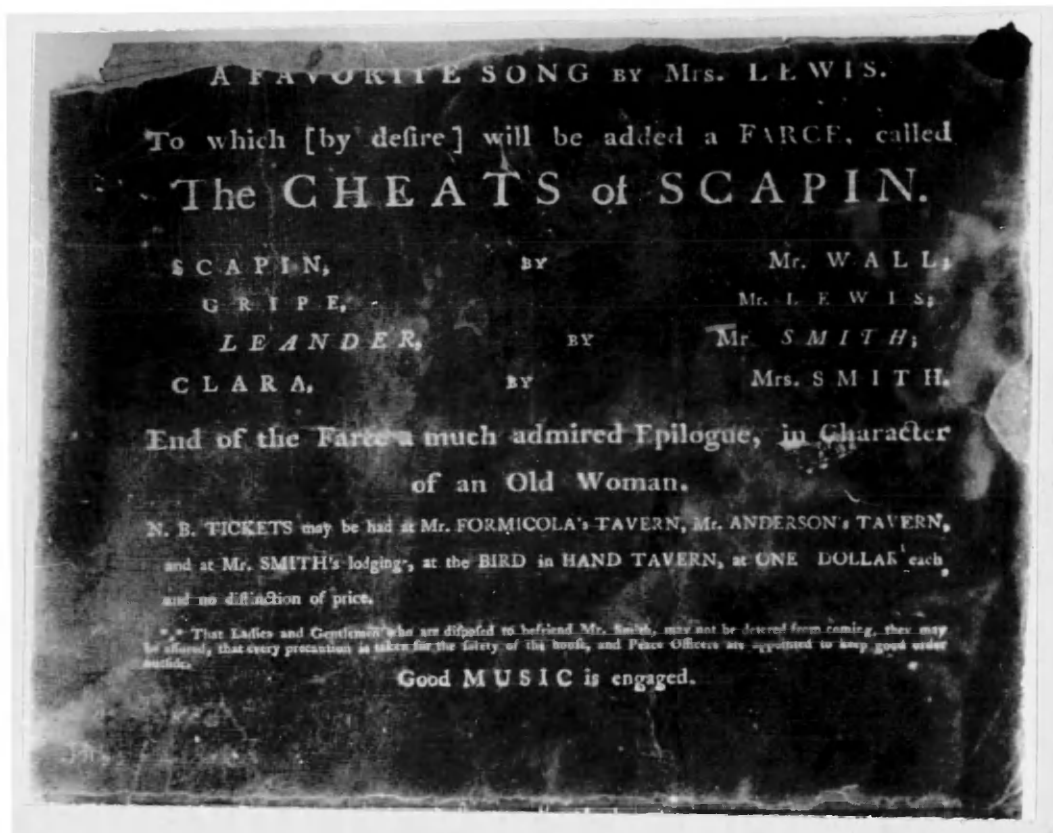 A FAVORITE SONG BY Mrs. LEWIS.
To which [by deſire] will be added a FARCE, called
The CHEATS of SCAPIN.
SCAPIN, BY Mr. WALL;
GRIPE, Mr. LEWIS;
LEANDER, BY Mr SMITH;
CLARA, BY Mrs. SMITH.
End of the Farce a much admired Epilogue, in Character
of an Old Woman.
N. B. TICKETS may be had at Mr. FORMICOLA's TAVERN, Mr. ANDERSON's TAVERN,
and at Mr. SMITH's lodgings, at the BIRD in HAND TAVERN, at ONE DOLLAR each,
and no diſtinction of price.
*,* That Ladies and Gentlemen who are diſpoſed to befriend Mr. Smith, may not be detered from coming, they may
be aſſured, that every precaution is taken for the ſafety of the houſe, and Peace Officers are appointed to keep good order
outſide.
Good MUSIC is engaged.